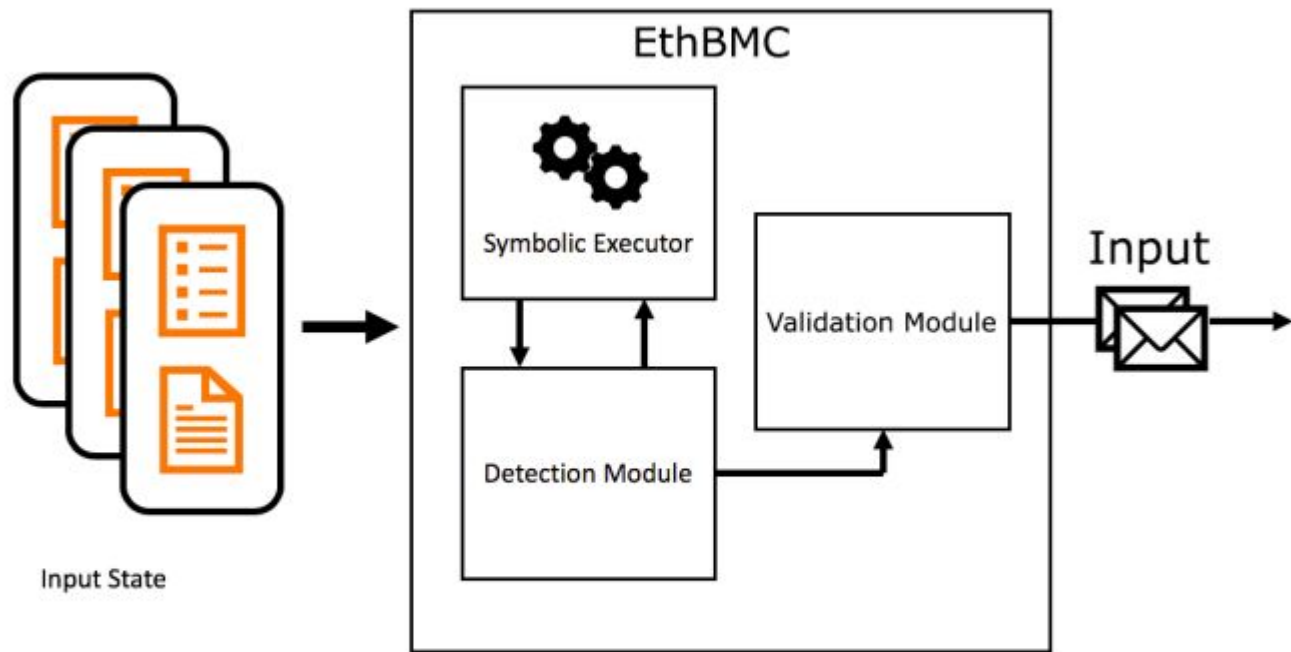 EthBMC
Symbolic Executor
Validation Module
Input
Detection Module
Input State